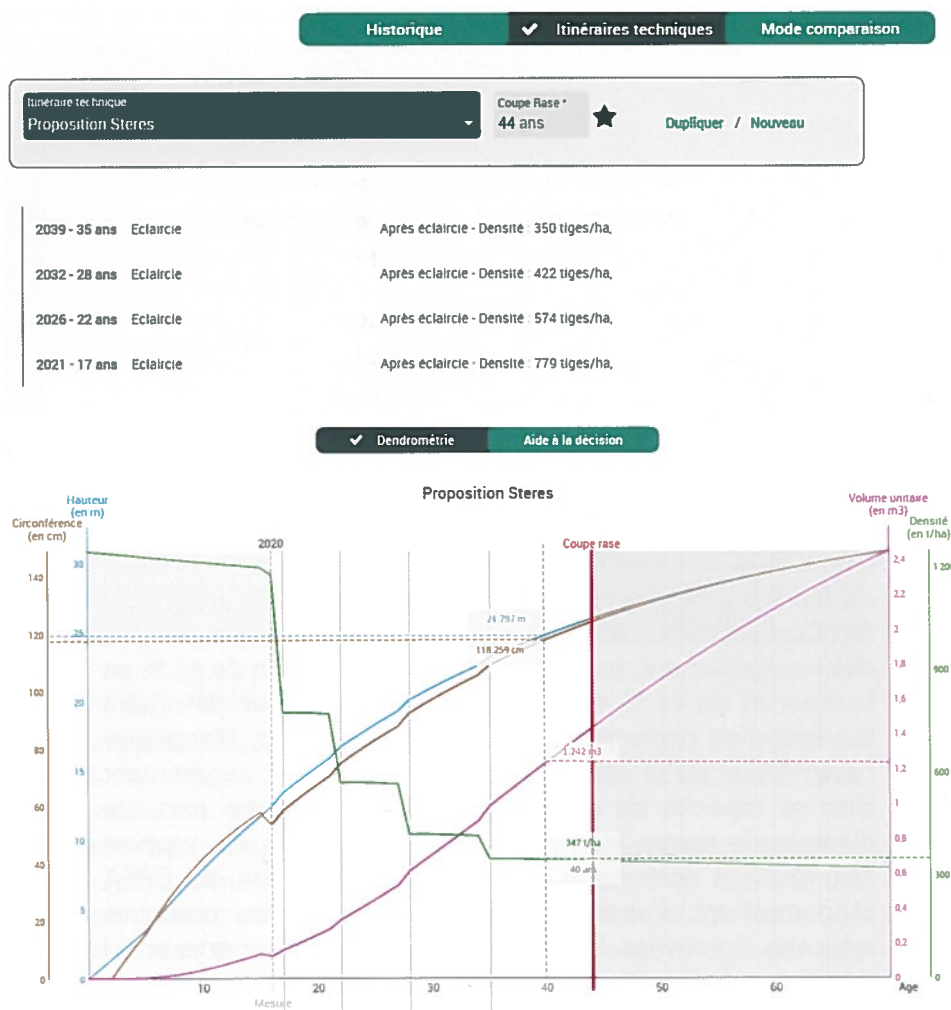 Historique ✔ Itinéraires techniques Mode comparaison
Itinéraire technique
Proposition Steres
Coupe Rase *
44 ans
Dupliquer / Nouveau
2039 - 35 ans Eclaircie Après éclaircie - Densité : 350 tiges/ha,
2032 - 28 ans Eclaircie Après éclaircie - Densité : 422 tiges/ha,
2026 - 22 ans Eclaircie Après éclaircie - Densité : 574 tiges/ha,
2021 - 17 ans Eclaircie Après éclaircie - Densité : 779 tiges/ha,
✔ Dendrométrie Aide à la décision
Proposition Steres
Hauteur
(en m)
Circonférence
(en cm)
Volume unitaire
(en m3)
Densité
(en t/ha)
2020
Coupe rase
140
120
100
80
60
40
20
0
30
25
20
15
10
5
0
24.797 m
118.259 cm
1.242 m3
347 t/ha
40 ans
2,4
2,2
2
1,8
1,6
1,4
1,2
1
0,8
0,6
0,4
0,2
0
1 200
900
600
300
0
10
20
30
40
50
60
Age
Mesure